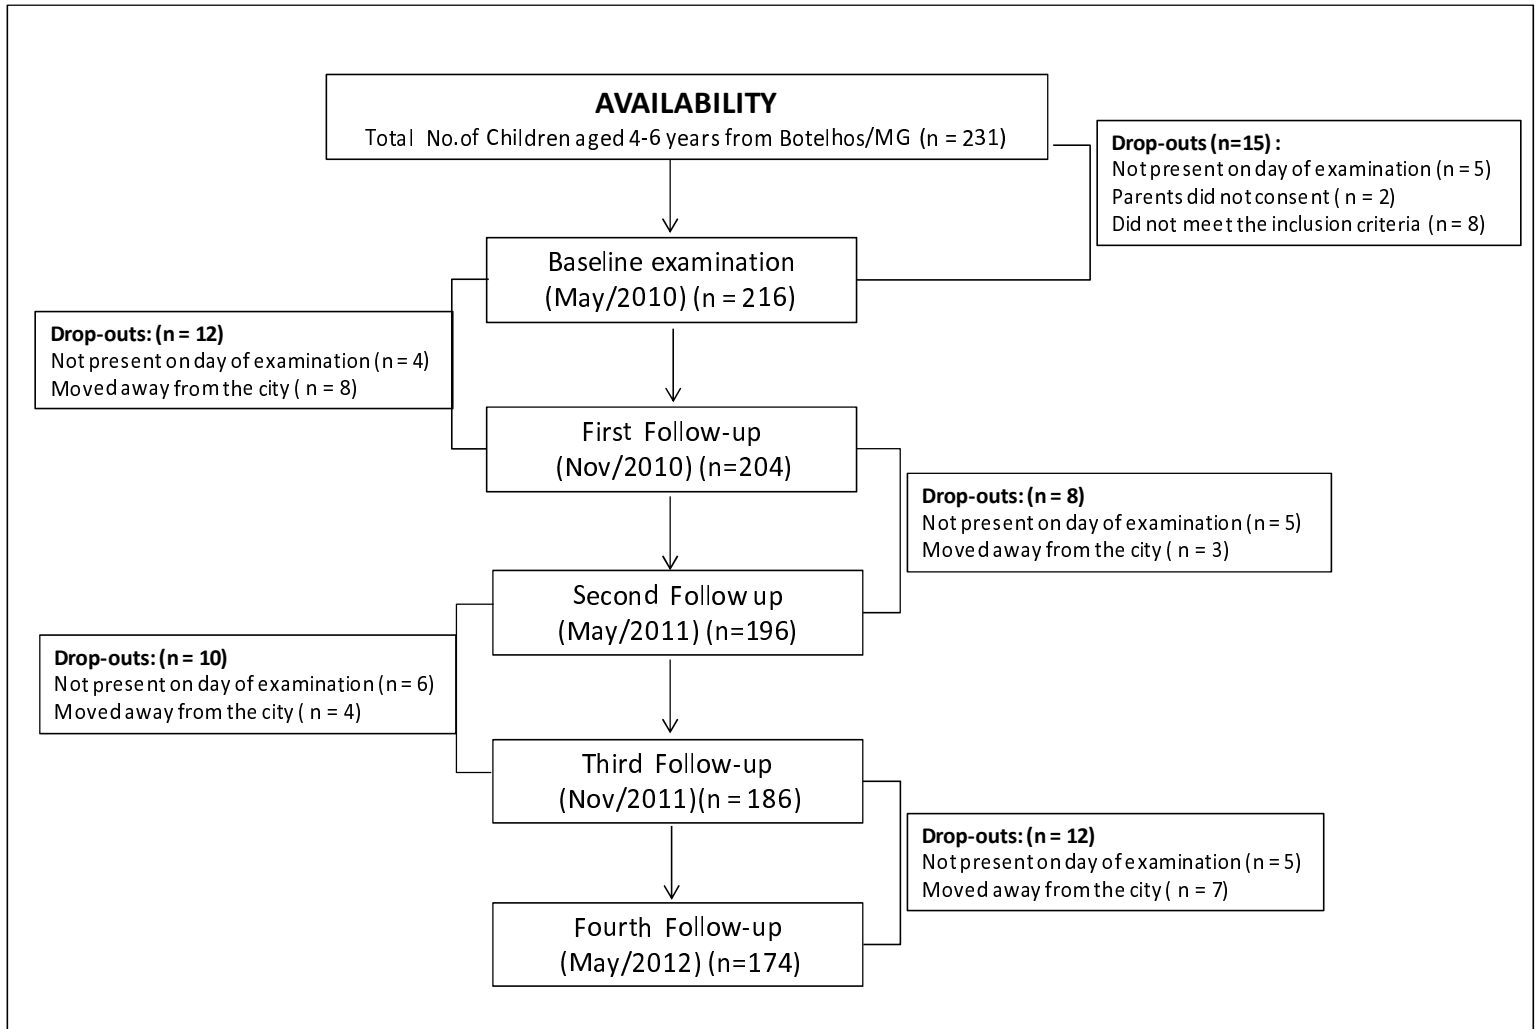 AVAILABILITY
Total No.of Children aged 4-6 years from Botelhos/MG (n = 231)
Drop-outs (n=15) :
Not present on day of examination (n = 5)
Parents did not consent ( n = 2)
Did not meet the inclusion criteria (n = 8)
Baseline examination
(May/2010) (n = 216)
Drop-outs: (n = 12)
Not present on day of examination (n = 4)
Moved away from the city ( n = 8)
First Follow-up
(Nov/2010) (n=204)
Drop-outs: (n = 8)
Not present on day of examination (n = 5)
Moved away from the city ( n = 3)
Second Follow up
(May/2011) (n=196)
Drop-outs: (n = 10)
Not present on day of examination (n = 6)
Moved away from the city ( n = 4)
Third Follow-up
(Nov/2011)(n = 186)
Drop-outs: (n = 12)
Not present on day of examination (n = 5)
Moved away from the city ( n = 7)
Fourth Follow-up
(May/2012) (n=174)